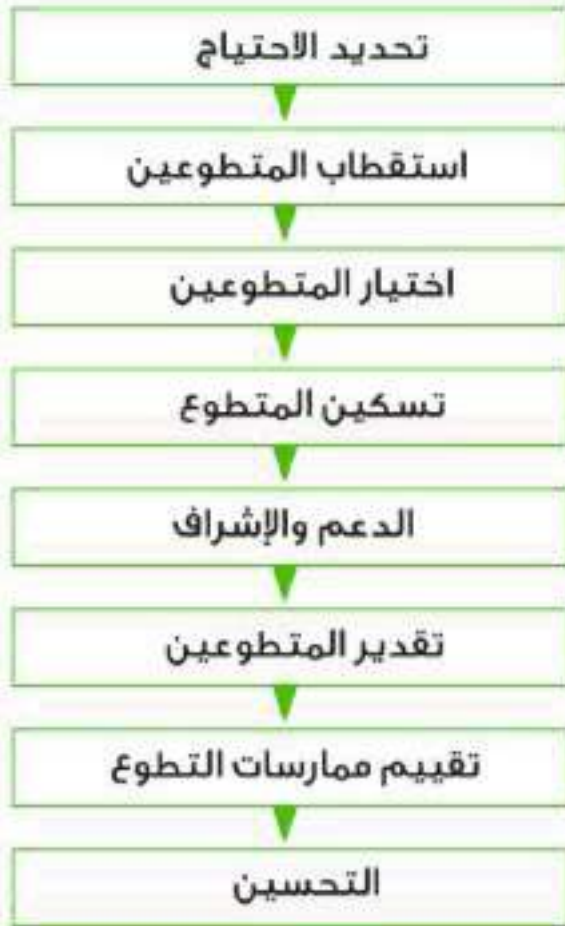 تحديد الاحتياج
استقطاب المتطوعين
اختيار المتطوعين
تسكين المتطوع
الدعم والإشراف
تقدير المتطوعين
تقييم ممارسات التطوع
التحسين